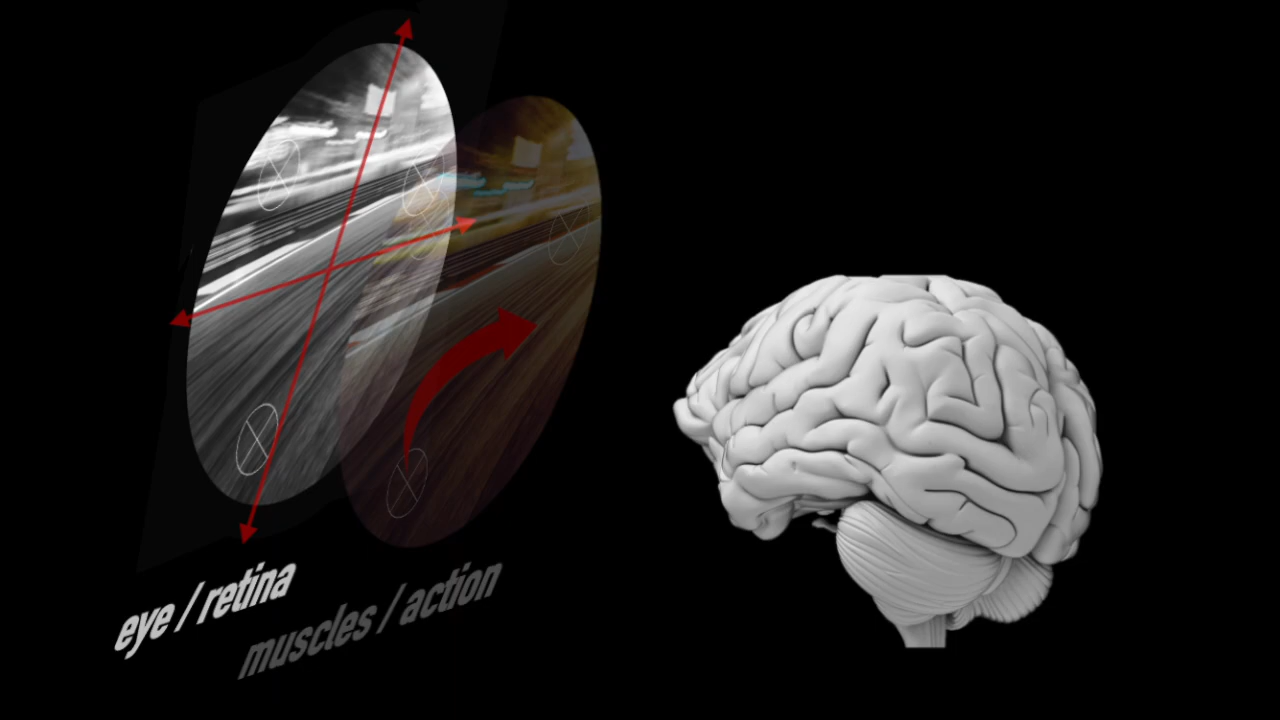 eye / retina
muscles / action